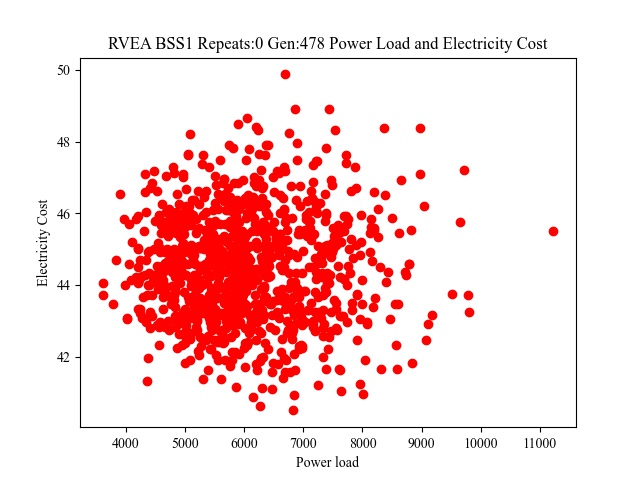 RVEA BSS1 Repeats:0 Gen:478 Power Load and Electricity Cost
50
48
46
44
42
Electricity Cost
4000 5000 6000 7000 8000 9000 10000 11000
Power load